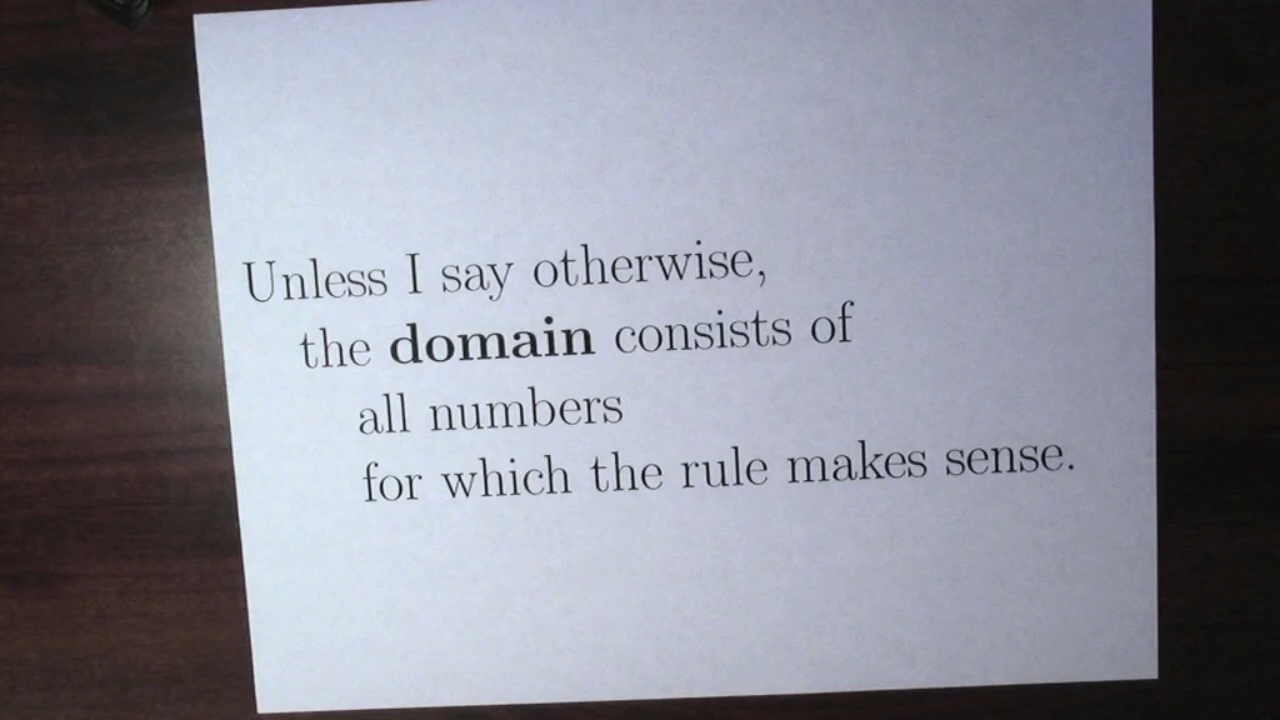 Unless I say otherwise,
the domain consists of
all numbers
for which the rule makes sense.